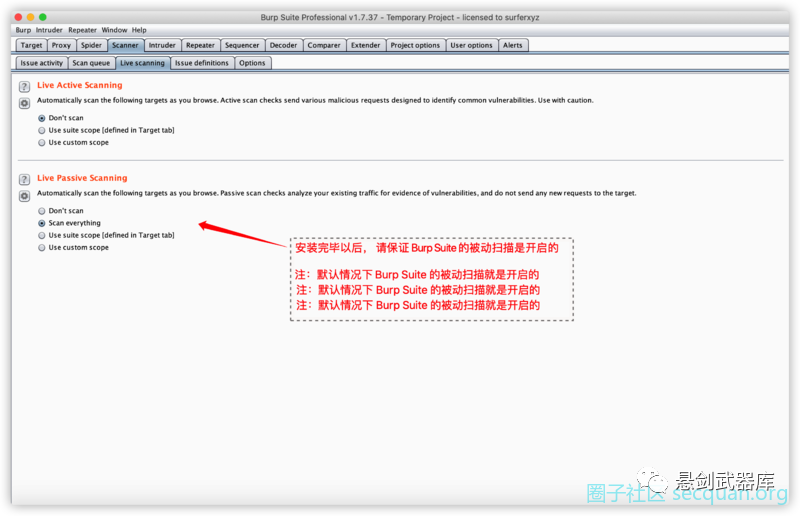 Burp Suite Professional v1.7.37 - Temporary Project - licensed to surferxyz
Burp Intruder Repeater Window Help
Target Proxy Spider Scanner Intruder Repeater Sequencer Decoder Comparer Extender Project options User options Alerts
Issue activity Scan queue Live scanning Issue definitions Options
? Live Active Scanning
Automatically scan the following targets as you browse. Active scan checks send various malicious requests designed to identify common vulnerabilities. Use with caution.
Don't scan
Use suite scope [defined in Target tab]
Use custom scope
? Live Passive Scanning
Automatically scan the following targets as you browse. Passive scan checks analyze your existing traffic for evidence of vulnerabilities, and do not send any new requests to the target.
Don't scan
Scan everything
Use suite scope [defined in Target tab]
Use custom scope
安装完毕以后，请保证 Burp Suite 的被动扫描是开启的
注：默认情况下 Burp Suite 的被动扫描就是开启的
注：默认情况下 Burp Suite 的被动扫描就是开启的
注：默认情况下 Burp Suite 的被动扫描就是开启的
悬剑武器库
圈子社区 secquan.org